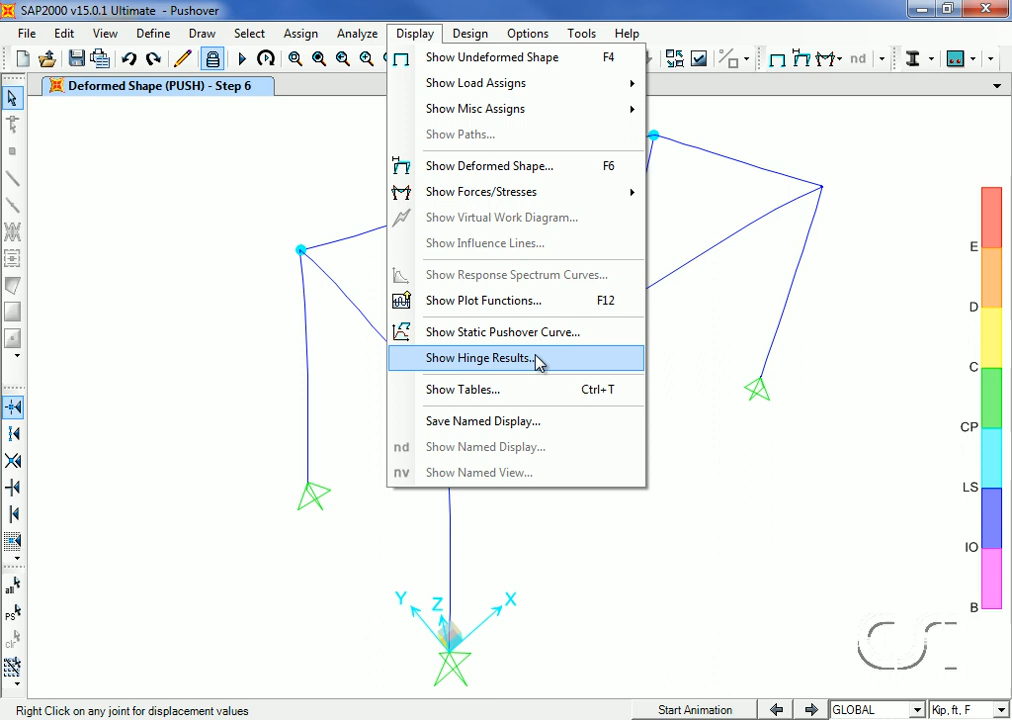 SAP2000 v15.0.1 Ultimate - Pushover
File Edit View Define Draw Select Assign Analyze Display Design Options Tools Help
nd
Deformed Shape (PUSH) - Step 6
Show Undeformed Shape F4
Show Load Assigns
Show Misc Assigns
Show Paths...
Show Deformed Shape... F6
Show Forces/Stresses
Show Virtual Work Diagram...
Show Influence Lines...
Show Response Spectrum Curves...
Show Plot Functions... F12
Show Static Pushover Curve...
Show Hinge Results...
Show Tables... Ctrl+T
Save Named Display...
nd Show Named Display...
nv Show Named View...
E
D
C
CP
LS
IO
B
all
PS
clr
Y Z X
CSI
Right Click on any joint for displacement values
Start Animation
GLOBAL
Kip, ft, F